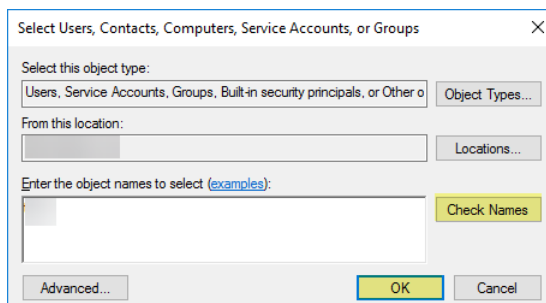 Select Users, Contacts, Computers, Service Accounts, or Groups
Select this object type:
Users, Service Accounts, Groups, Built-in security principals, or Other o
Object Types...
From this location:
Locations...
Enter the object names to select (examples):
Check Names
Advanced...
OK
Cancel